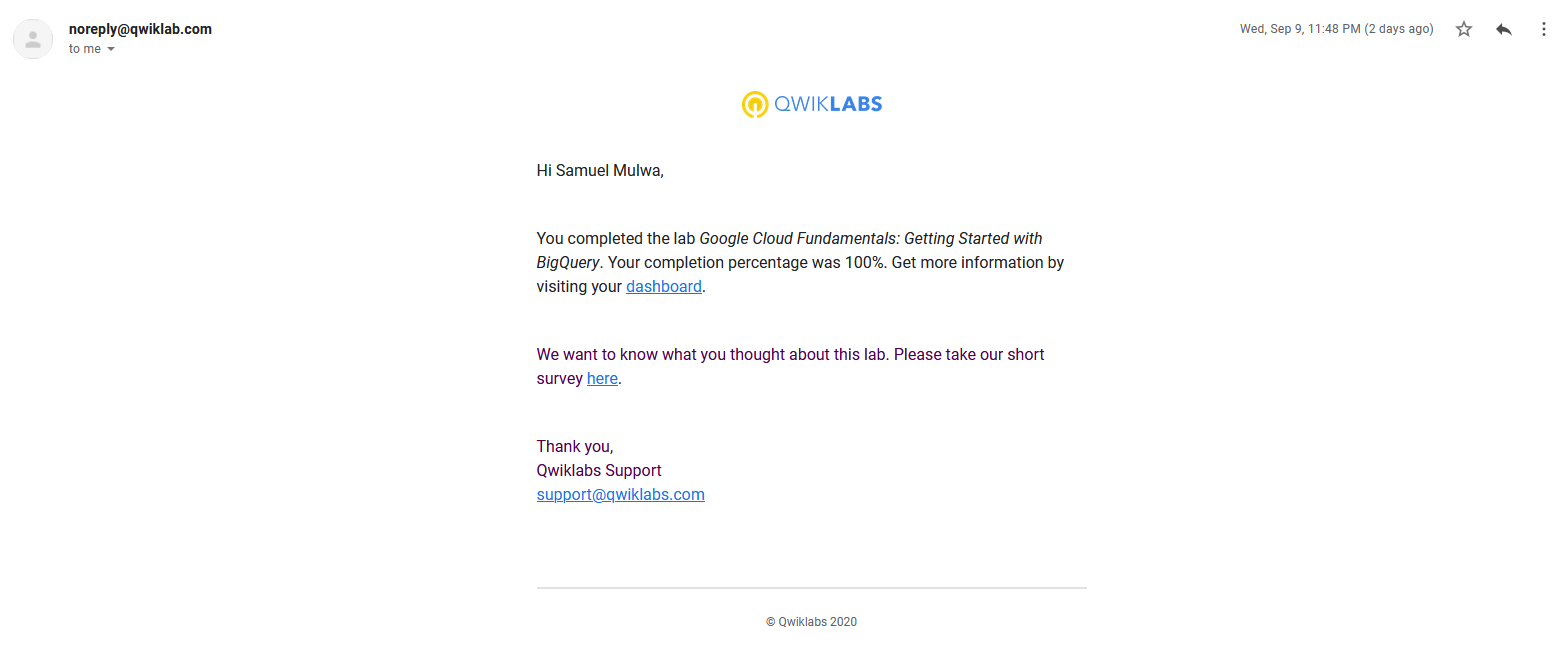 noreply@qwiklab.com
Wed, Sep 9, 11:48 PM (2 days ago)
to me
QWIKLABS
Hi Samuel Mulwa,
You completed the lab Google Cloud Fundamentals: Getting Started with
BigQuery. Your completion percentage was 100%. Get more information by
visiting your dashboard.
We want to know what you thought about this lab. Please take our short
survey here.
Thank you,
Qwiklabs Support
support@qwiklabs.com
© Qwiklabs 2020